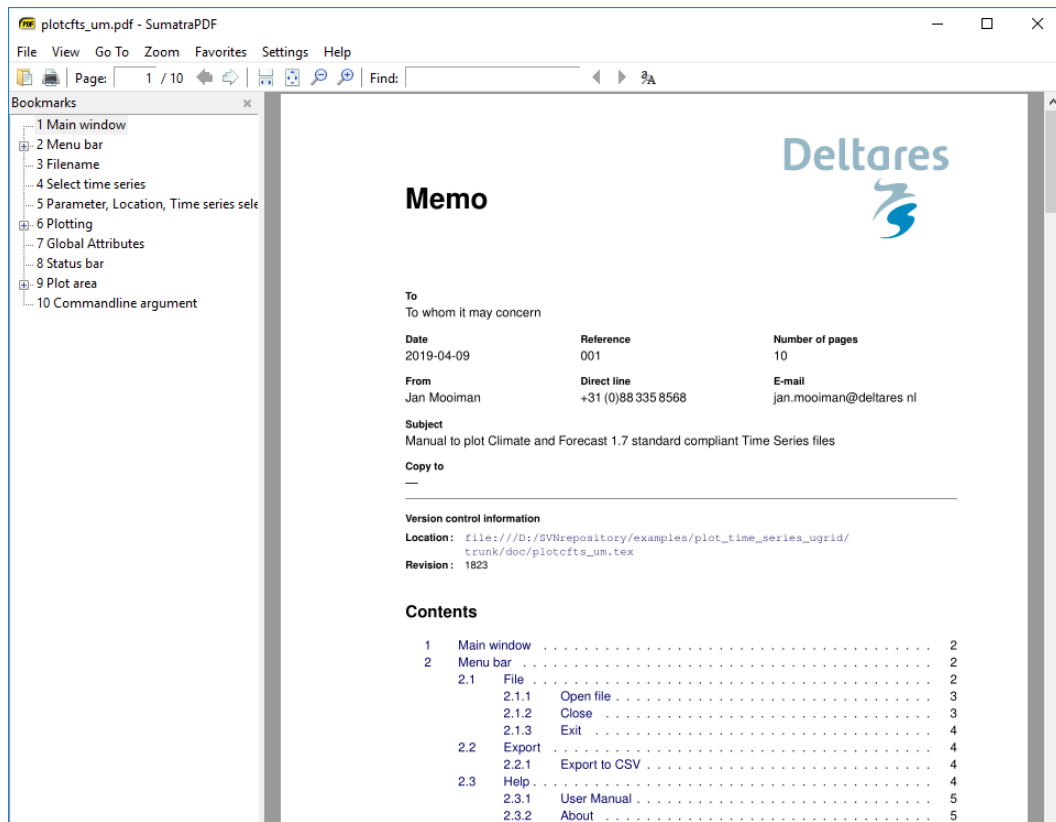 plotcfts_um.pdf - SumatraPDF
File View Go To Zoom Favorites Settings Help
Page: 1 / 10 Find:
Bookmarks
1 Main window
2 Menu bar
3 Filename
4 Select time series
5 Parameter, Location, Time series sele
6 Plotting
7 Global Attributes
8 Status bar
9 Plot area
10 Commandline argument
Deltares
Memo
To
To whom it may concern
Date Reference Number of pages
2019-04-09 001 10
From Direct line E-mail
Jan Mooiman +31 (0)88 335 8568 jan.mooiman@deltares nl
Subject
Manual to plot Climate and Forecast 1.7 standard compliant Time Series files
Copy to
—
Version control information
Location: file:///D:/SVNrepository/examples/plot_time_series_ugrid/
trunk/doc/plotcfts_um.tex
Revision: 1823
Contents
1 Main window . . . . . . . . . . . . . . . . . . . . . . . . . . . . . . . . . . . . . . . 2
2 Menu bar . . . . . . . . . . . . . . . . . . . . . . . . . . . . . . . . . . . . . . . . . 2
2.1 File . . . . . . . . . . . . . . . . . . . . . . . . . . . . . . . . . . . . . . . . 2
2.1.1 Open file . . . . . . . . . . . . . . . . . . . . . . . . . . . . . . . . 3
2.1.2 Close . . . . . . . . . . . . . . . . . . . . . . . . . . . . . . . . . 3
2.1.3 Exit . . . . . . . . . . . . . . . . . . . . . . . . . . . . . . . . . . 4
2.2 Export . . . . . . . . . . . . . . . . . . . . . . . . . . . . . . . . . . . . . . 4
2.2.1 Export to CSV . . . . . . . . . . . . . . . . . . . . . . . . . . . . . 4
2.3 Help . . . . . . . . . . . . . . . . . . . . . . . . . . . . . . . . . . . . . . . . 4
2.3.1 User Manual . . . . . . . . . . . . . . . . . . . . . . . . . . . . . . 5
2.3.2 About . . . . . . . . . . . . . . . . . . . . . . . . . . . . . . . . . 5